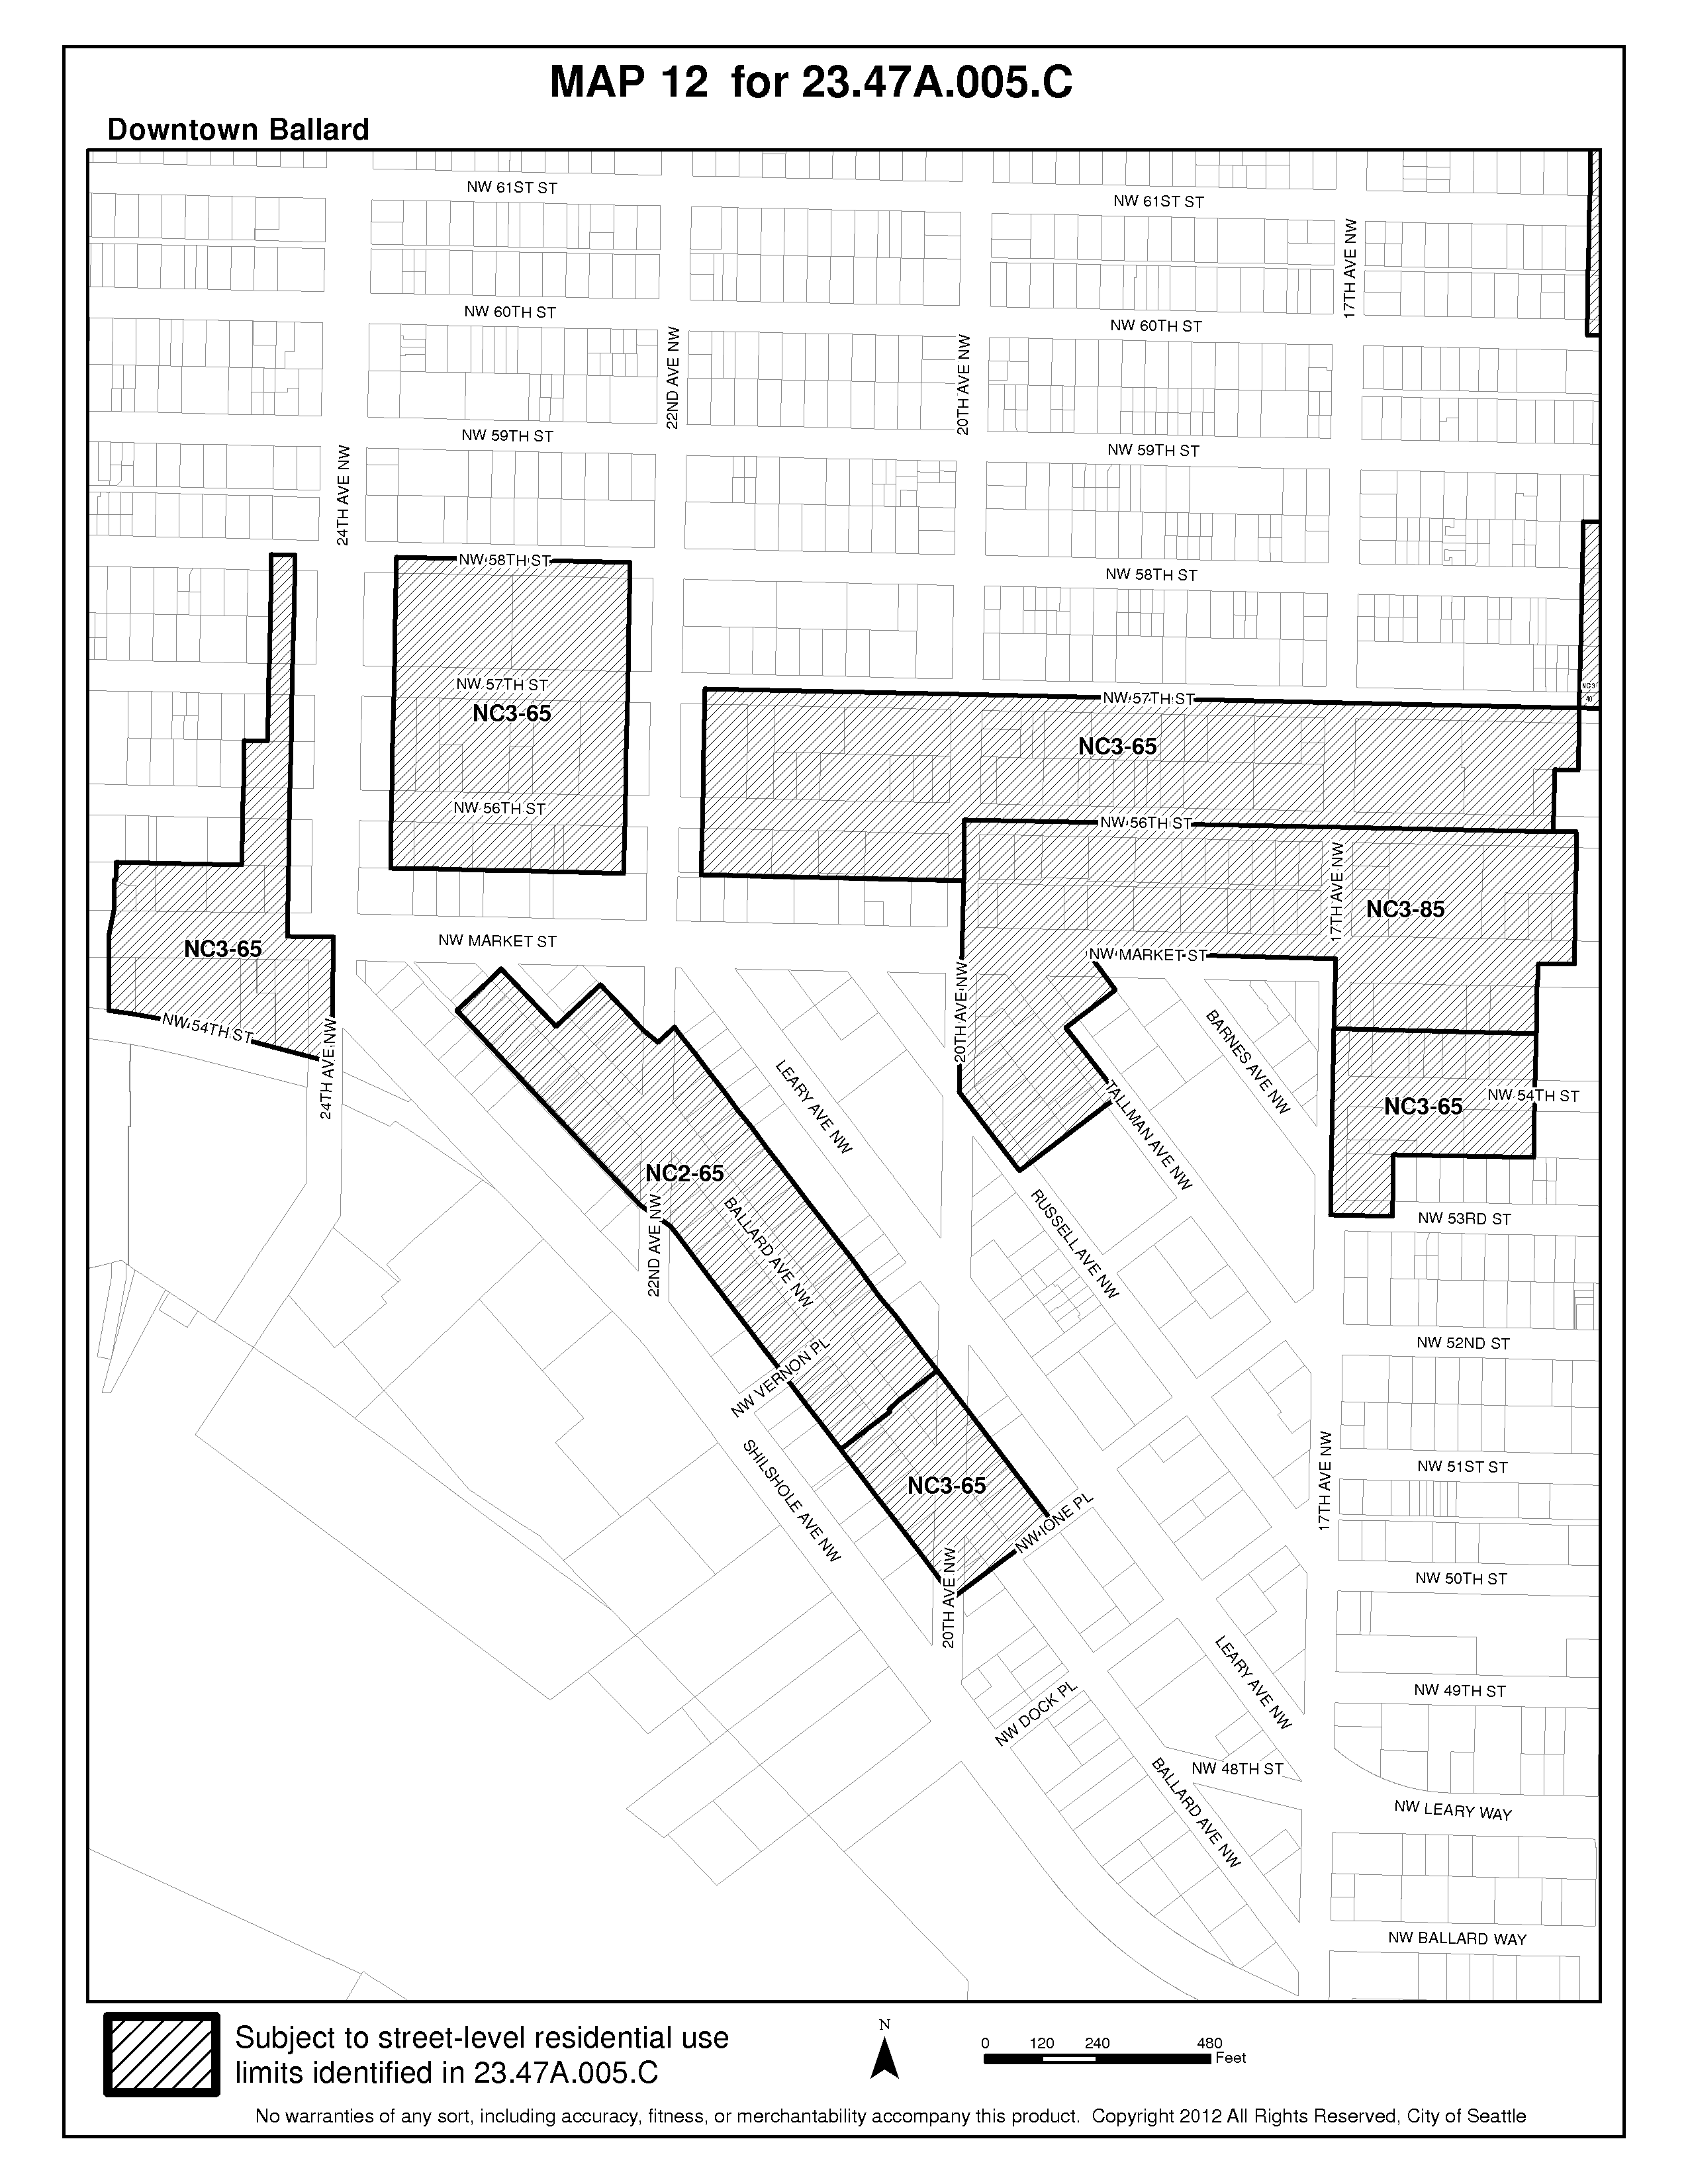 MAP 12 for 23.47A.005.C
Downtown Ballard
NW 61ST ST
NW 61ST ST
17TH AVE NW
NW 60TH ST
NW 60TH ST
22ND AVE NW
20TH AVE NW
NW 59TH ST
NW 59TH ST
24TH AVE NW
NW 58TH ST
NW 58TH ST
NW 57TH ST
NC3-65
NW 57TH ST
NC3
40
NC3-65
NW 56TH ST
NW 56TH ST
17TH AVE NW
NC3-85
NC3-65
NW MARKET ST
NW MARKET ST
NW 54TH ST
24TH AVE NW
20TH AVE NW
BARNES AVE NW
LEARY AVE NW
TALLMAN AVE NW
NC3-65
NW 54TH ST
NC2-65
22ND AVE NW
BALLARD AVE NW
RUSSELL AVE NW
NW 53RD ST
NW 52ND ST
NW VERNON PL
SHILSHOLE AVE NW
NC3-65
17TH AVE NW
NW 51ST ST
NW IONE PL
20TH AVE NW
NW 50TH ST
LEARY AVE NW
NW DOCK PL
NW 49TH ST
NW 48TH ST
BALLARD AVE NW
NW LEARY WAY
NW BALLARD WAY
Subject to street-level residential use
limits identified in 23.47A.005.C
N
0 120 240 480
Feet
No warranties of any sort, including accuracy, fitness, or merchantability accompany this product. Copyright 2012 All Rights Reserved, City of Seattle